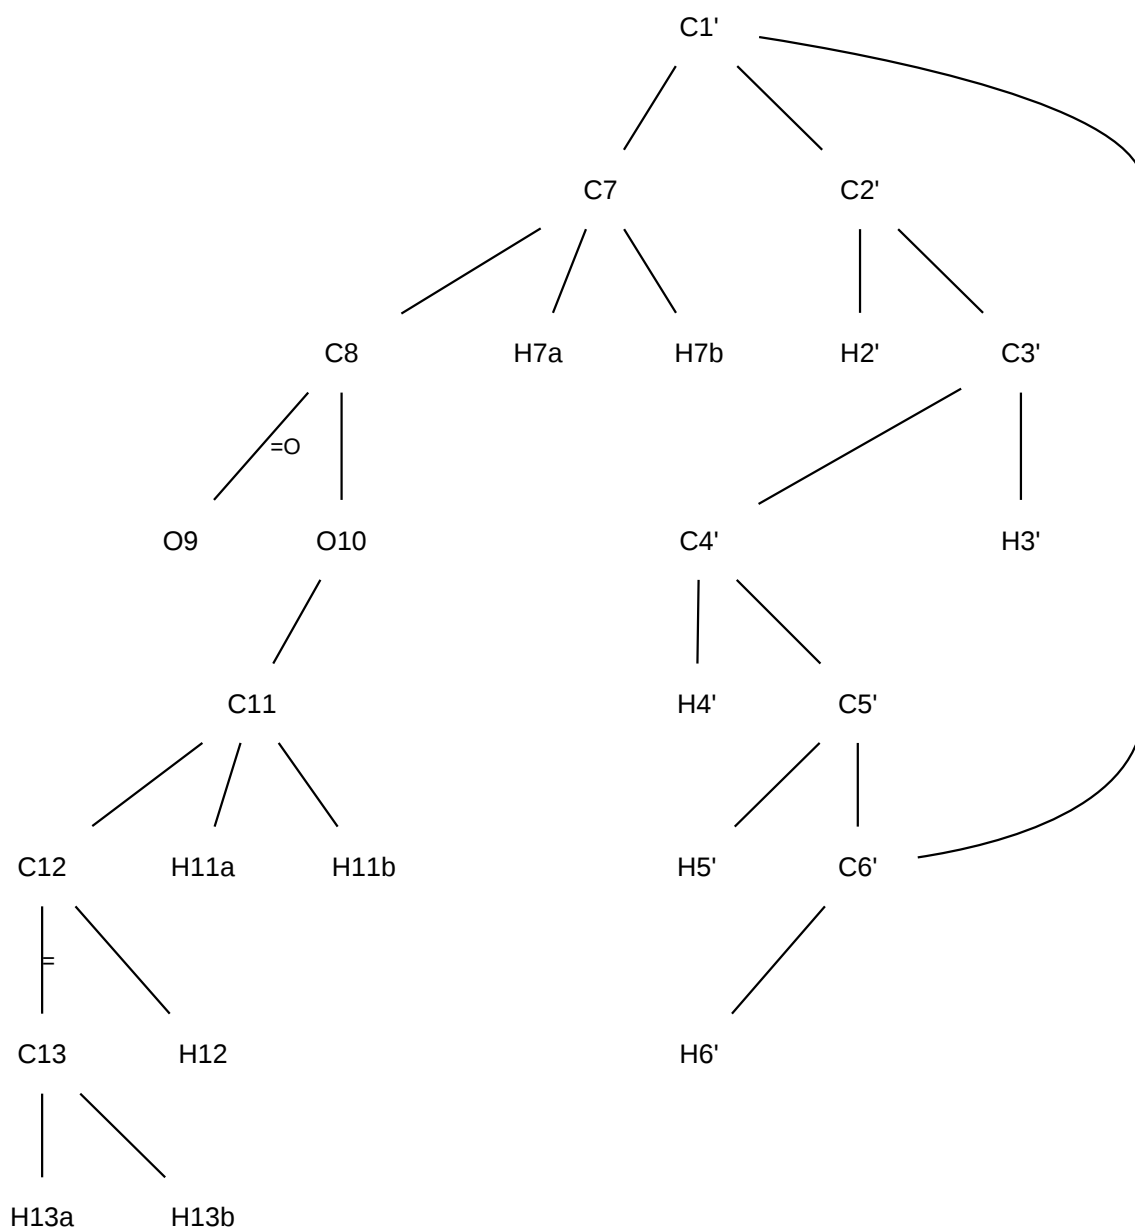 C1'
C7 C2'
C8 H7a H7b H2' C3'
=O
O9 O10 C4' H3'
C11 H4' C5'
C12 H11a H11b H5' C6'
=
C13 H12 H6'
H13a H13b